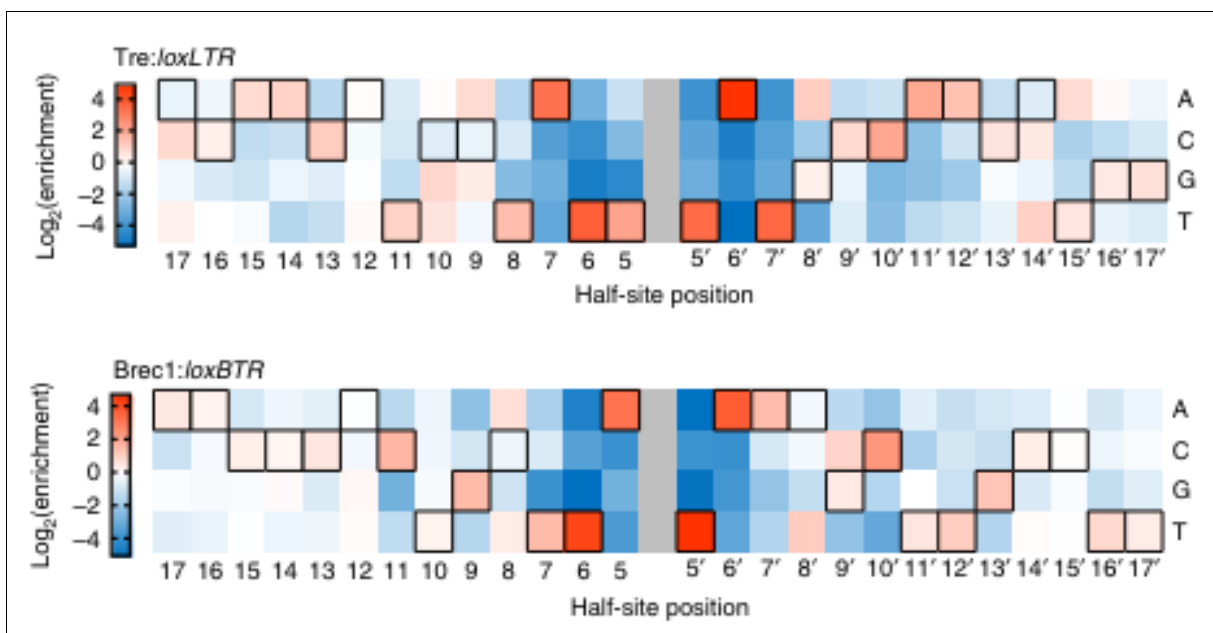 Tre:loxLTR
Log2(enrichment)
4
2
0
−2
−4
A
C
G
T
17 16 15 14 13 12 11 10 9 8 7 6 5 5′ 6′ 7′ 8′ 9′ 10′ 11′ 12′ 13′ 14′ 15′ 16′ 17′
Half-site position
Brec1:loxBTR
Log2(enrichment)
4
2
0
−2
−4
A
C
G
T
17 16 15 14 13 12 11 10 9 8 7 6 5 5′ 6′ 7′ 8′ 9′ 10′ 11′ 12′ 13′ 14′ 15′ 16′ 17′
Half-site position